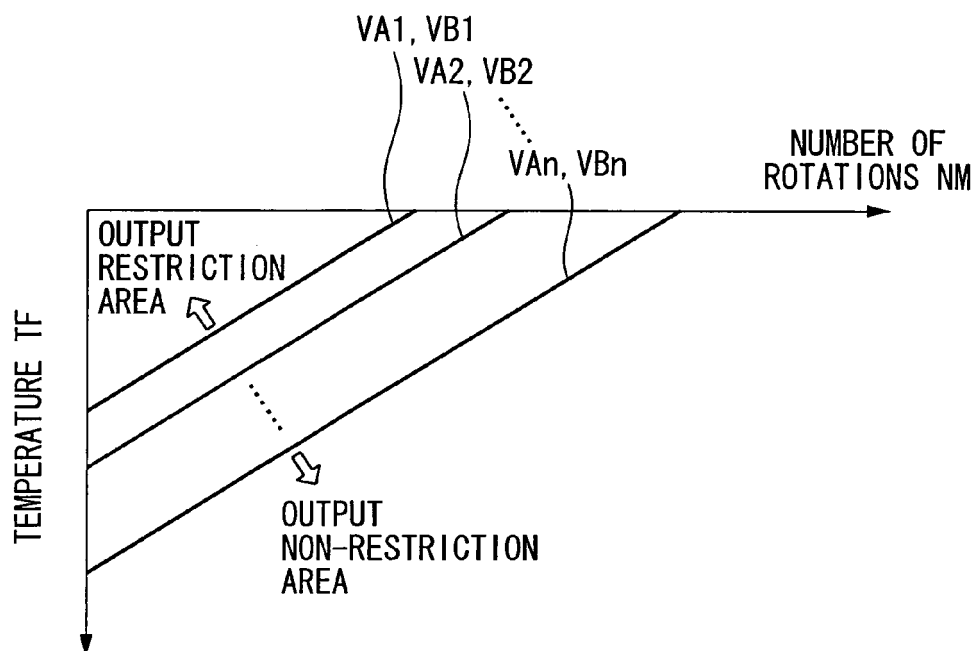 VA1, VB1
VA2, VB2
VAn, VBn
NUMBER OF
ROTATIONS NM
OUTPUT
RESTRICTION
AREA
TEMPERATURE TF
OUTPUT
NON-RESTRICTION
AREA